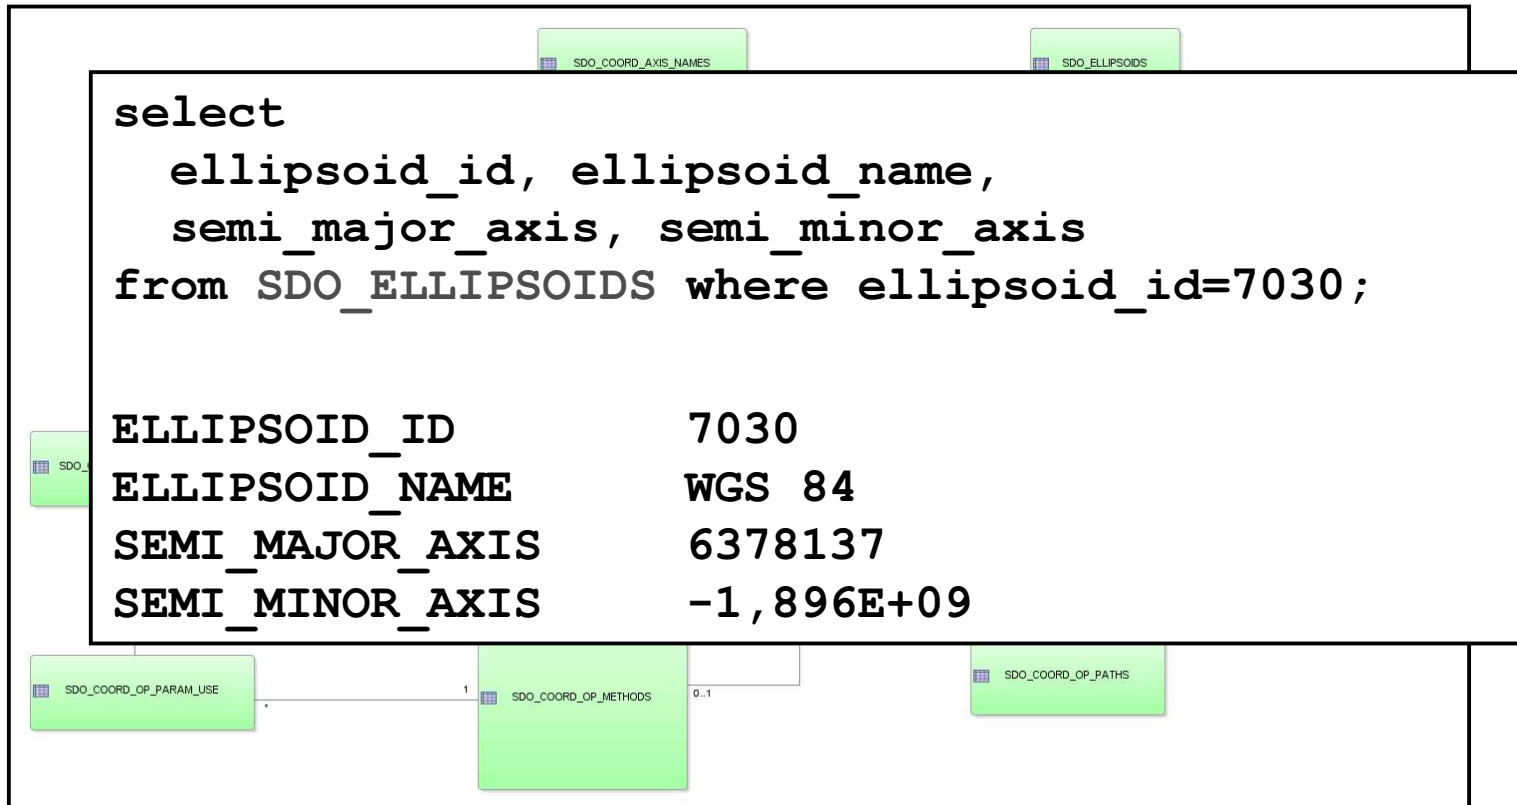 SDO_COORD_AXIS_NAMES SDO_ELLIPSOIDS
select
ellipsoid_id, ellipsoid_name,
semi_major_axis, semi_minor_axis
from SDO_ELLIPSOIDS where ellipsoid_id=7030;
ELLIPSOID_ID 7030
ELLIPSOID_NAME WGS 84
SEMI_MAJOR_AXIS 6378137
SEMI_MINOR_AXIS -1,896E+09
SDO_COORD_OP_PARAM_USE * 1 SDO_COORD_OP_METHODS 0..1 SDO_COORD_OP_PATHS